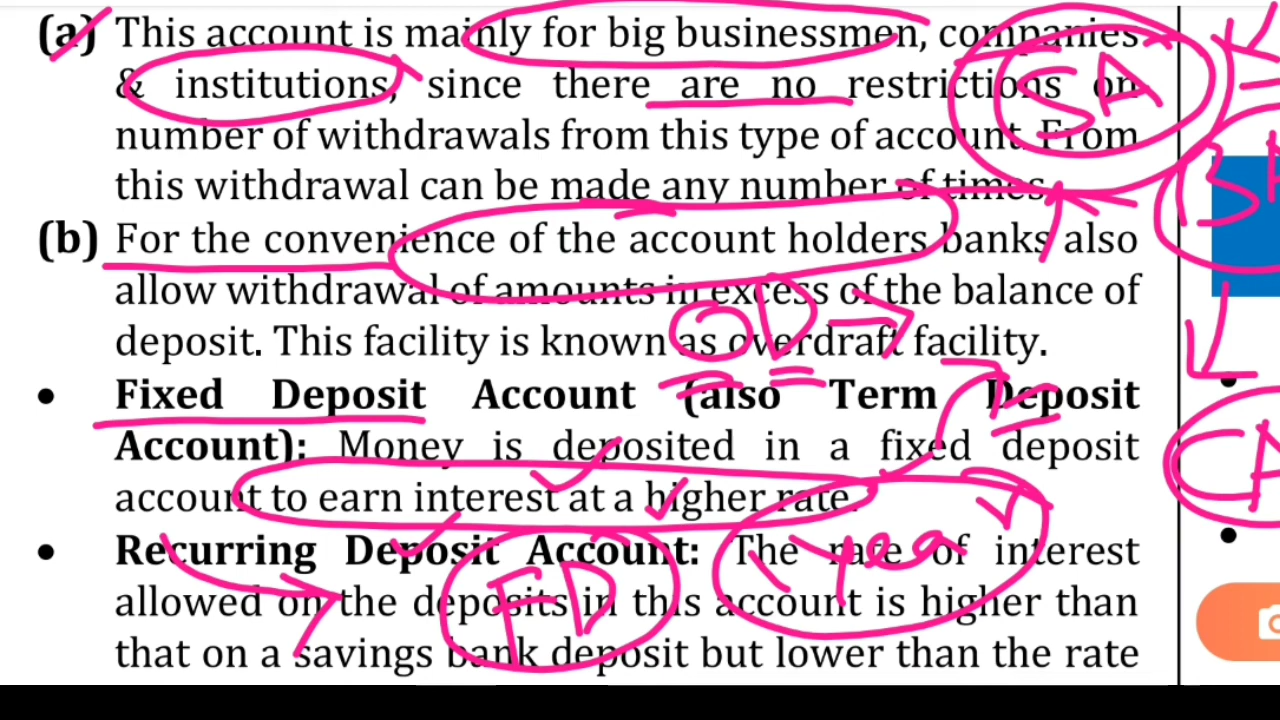 (a) This account is mainly for big businessmen, companies
& institutions, since there are no restrictions on
number of withdrawals from this type of account. From
this withdrawal can be made any number of times.
(b) For the convenience of the account holders banks also
allow withdrawal of amounts in excess of the balance of
deposit. This facility is known as overdraft facility.
• Fixed Deposit Account (also Term Deposit
Account): Money is deposited in a fixed deposit
account to earn interest at a higher rate.
• Recurring Deposit Account: The rate of interest
allowed on the deposits in this account is higher than
that on a savings bank deposit but lower than the rate
SA
OD
FD
1 year
CA